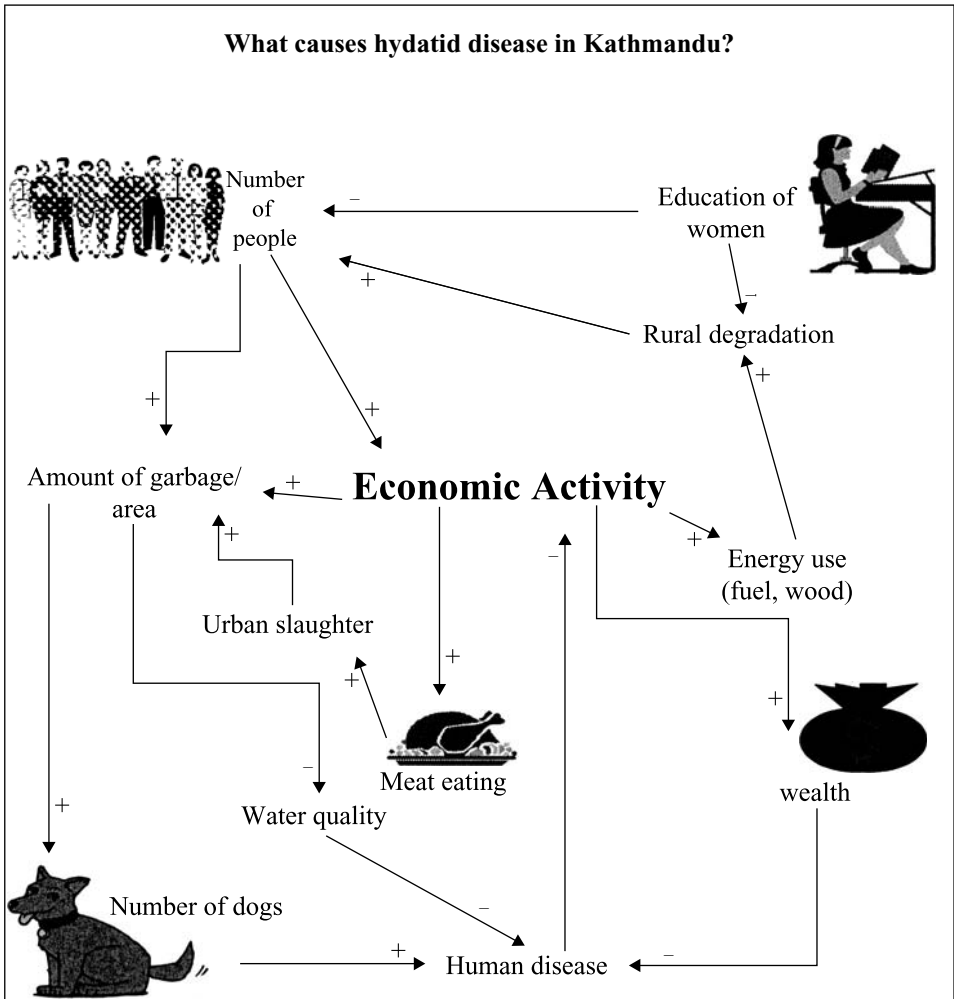 What causes hydatid disease in Kathmandu?
Number
of
people
–
Education of
women
+
–
Rural degradation
+
+
+
Amount of garbage/
area
+
Economic Activity
+
+
–
Energy use
(fuel, wood)
Urban slaughter
+
+
+
–
Meat eating
wealth
+
Water quality
Number of dogs
–
+
–
Human disease